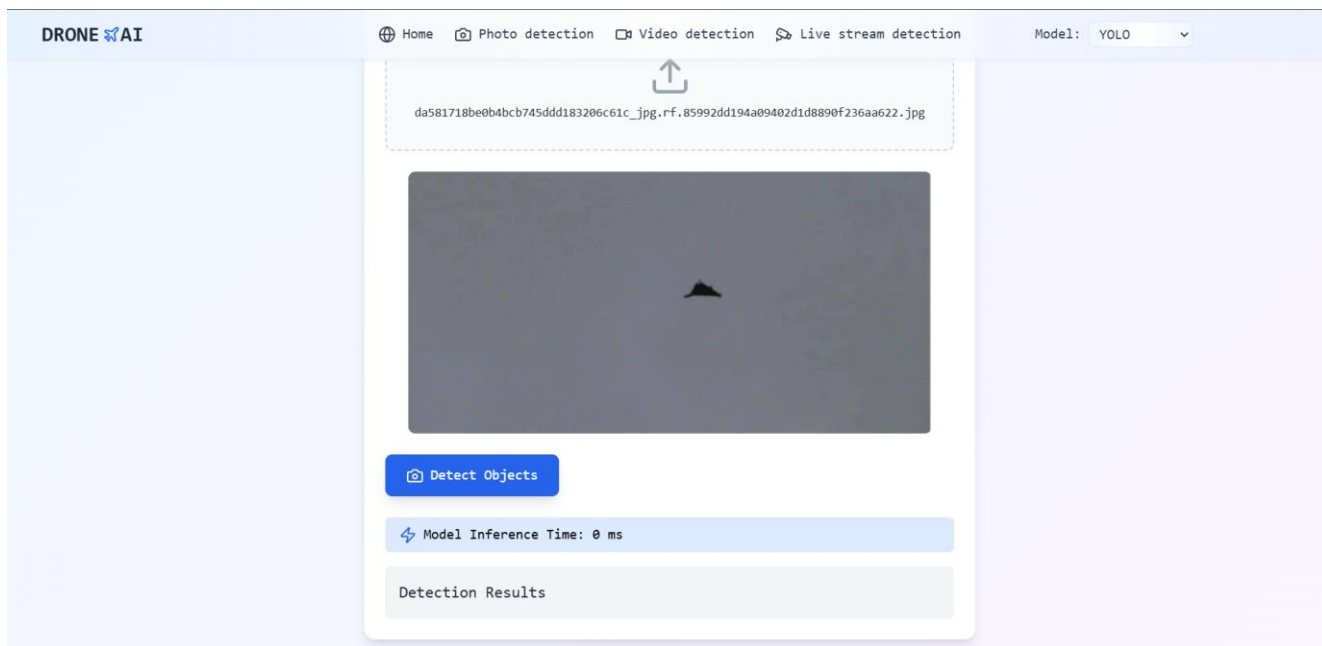 DRONE AI
Home Photo detection Video detection Live stream detection
Model: YOLO
da581718be0b4bcb745ddd183206c61c_jpg.rf.85992dd194a09402d1d8890f236aa622.jpg
Detect Objects
Model Inference Time: 0 ms
Detection Results